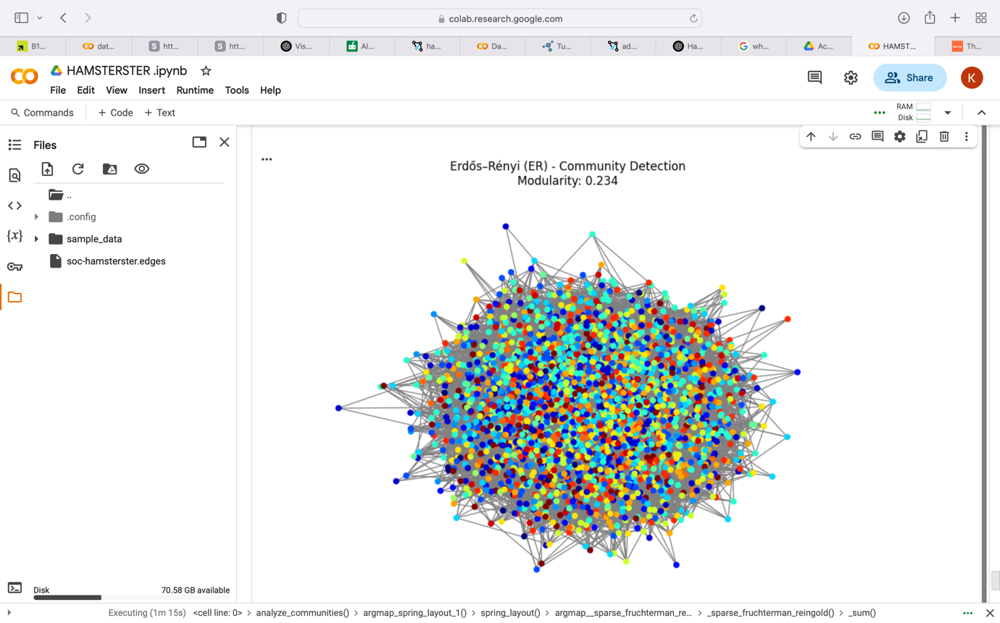 colab.research.google.com
B1...
dat...
S htt...
S htt...
Vis...
AI...
ha...
Da...
Tu...
ad...
Ha...
G wh...
Ac...
HAMST...
Th...
HAMSTERSTER .ipynb
File Edit View Insert Runtime Tools Help
Share
K
Commands
+ Code + Text
RAM
Disk
Files
..
.config
sample_data
soc-hamsterster.edges
{x}
Erdős–Rényi (ER) - Community Detection
Modularity: 0.234
Disk 70.58 GB available
Executing (1m 15s) <cell line: 0> > analyze_communities() > argmap_spring_layout_1() > spring_layout() > argmap__sparse_fruchterman_re... > _sparse_fruchterman_reingold() > _sum()